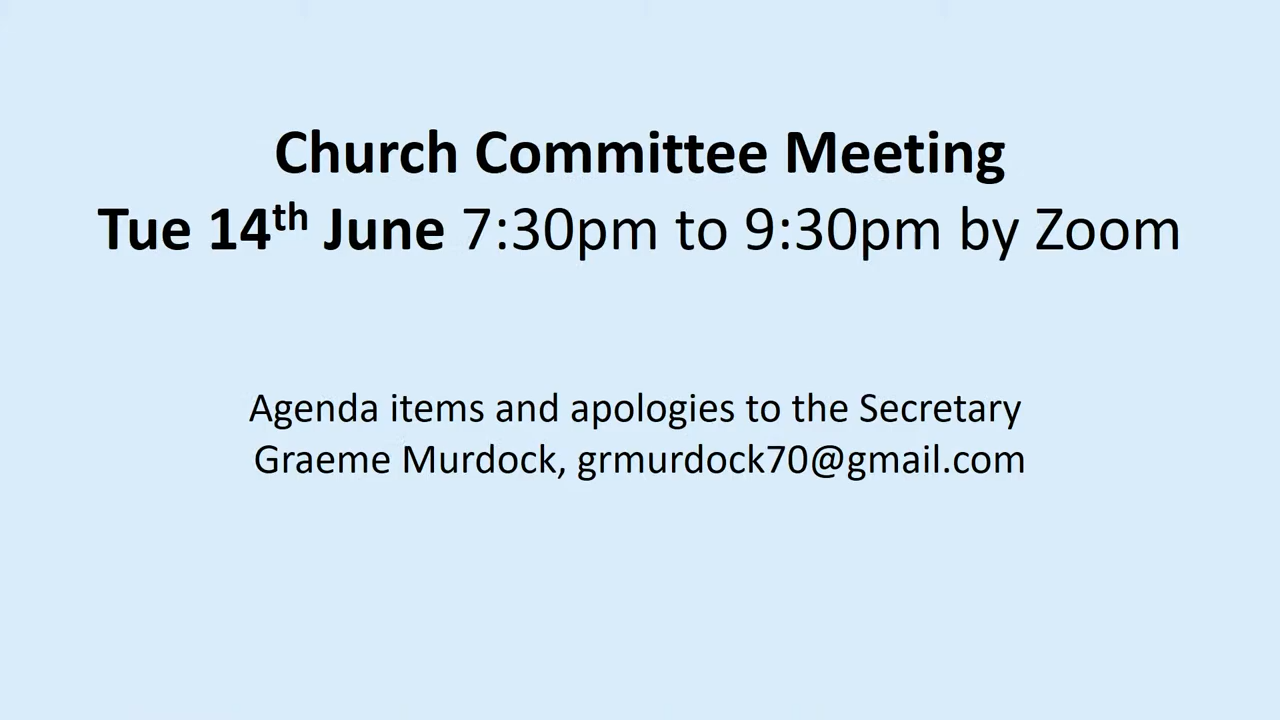 Church Committee Meeting
Tue 14th June 7:30pm to 9:30pm by Zoom
Agenda items and apologies to the Secretary
Graeme Murdock, grmurdock70@gmail.com